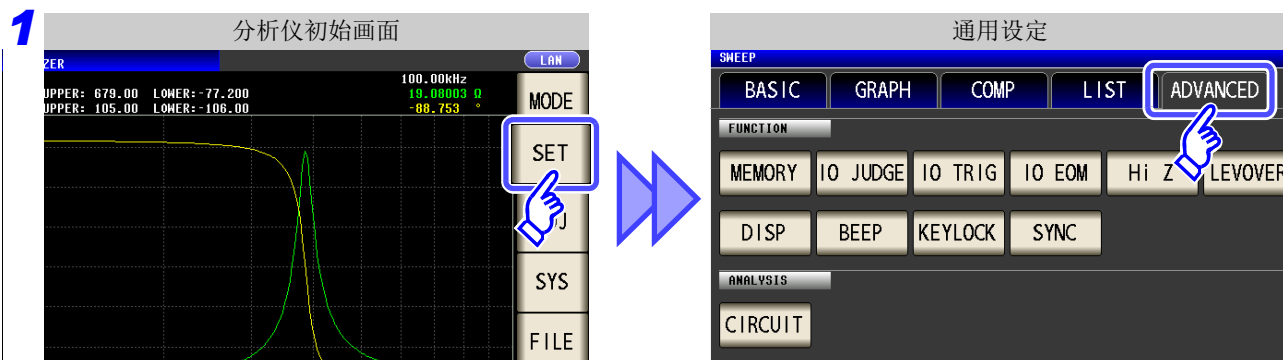 1
分析仪初始画面
ZER
LAN
UPPER: 679.00 LOWER:-77.200
UPPER: 105.00 LOWER:-106.00
100.00kHz
19.08003 Ω
-88.753 °
MODE
SET
J
SYS
FILE
通用设定
SWEEP
BASIC GRAPH COMP LIST ADVANCED
FUNCTION
MEMORY IO JUDGE IO TRIG IO EOM Hi Z LEVOVER
DISP BEEP KEYLOCK SYNC
ANALYSIS
CIRCUIT